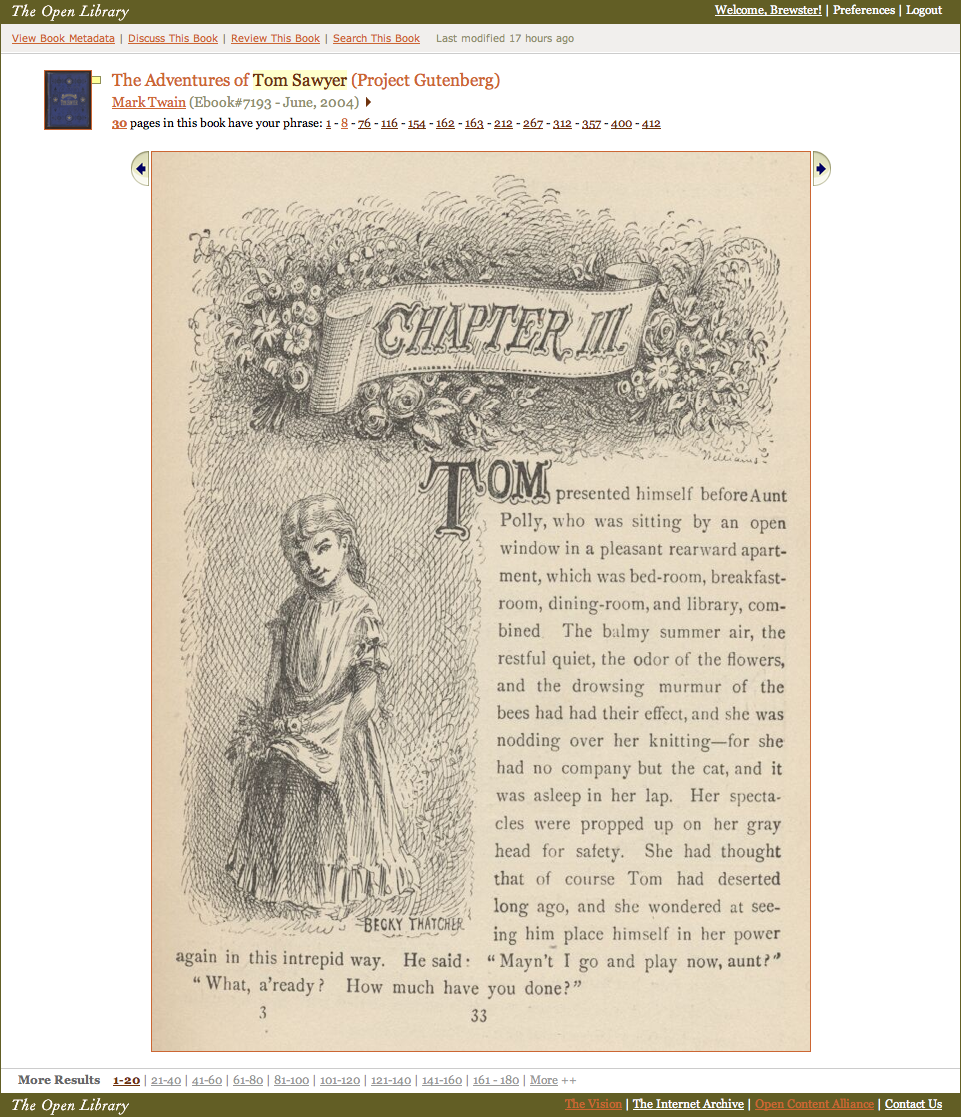 The Open Library
Welcome, Brewster! | Preferences | Logout
View Book Metadata | Discuss This Book | Review This Book | Search This Book Last modified 17 hours ago
The Adventures of Tom Sawyer (Project Gutenberg)
Mark Twain (Ebook#7193 - June, 2004)
30 pages in this book have your phrase: 1 - 8 - 76 - 116 - 154 - 162 - 163 - 212 - 267 - 312 - 357 - 400 - 412
CHAPTER III.
Williams
TOM presented himself before Aunt
Polly, who was sitting by an open
window in a pleasant rearward apart-
ment, which was bed-room, breakfast-
room, dining-room, and library, com-
bined. The balmy summer air, the
restful quiet, the odor of the flowers,
and the drowsing murmur of the
bees had had their effect, and she was
nodding over her knitting—for she
had no company but the cat, and it
was asleep in her lap. Her specta-
cles were propped up on her gray
head for safety. She had thought
that of course Tom had deserted
long ago, and she wondered at see-
ing him place himself in her power
BECKY THATCHER
again in this intrepid way. He said: "Mayn't I go and play now, aunt?"
"What, a'ready? How much have you done?"
3 33
More Results 1-20 | 21-40 | 41-60 | 61-80 | 81-100 | 101-120 | 121-140 | 141-160 | 161 - 180 | More ++
The Open Library
The Vision | The Internet Archive | Open Content Alliance | Contact Us